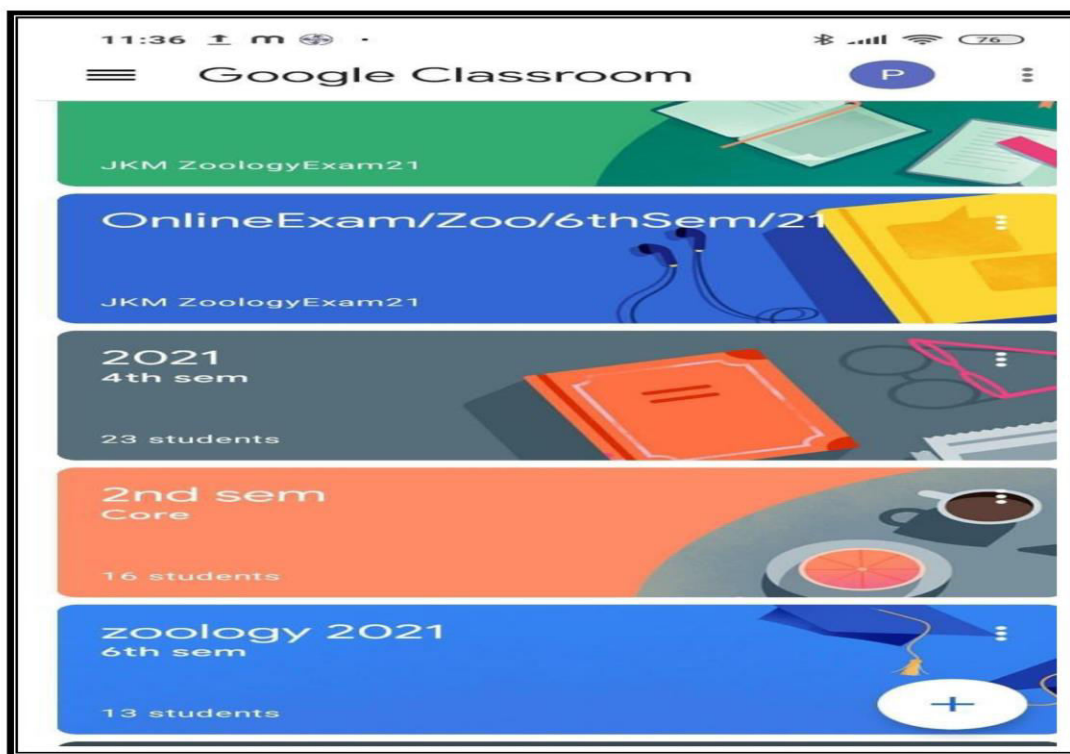 11:36
76
Google Classroom
P
JKM ZoologyExam21
OnlineExam/Zoo/6thSem/21
JKM ZoologyExam21
2021
4th sem
23 students
2nd sem
Core
16 students
zoology 2021
6th sem
13 students